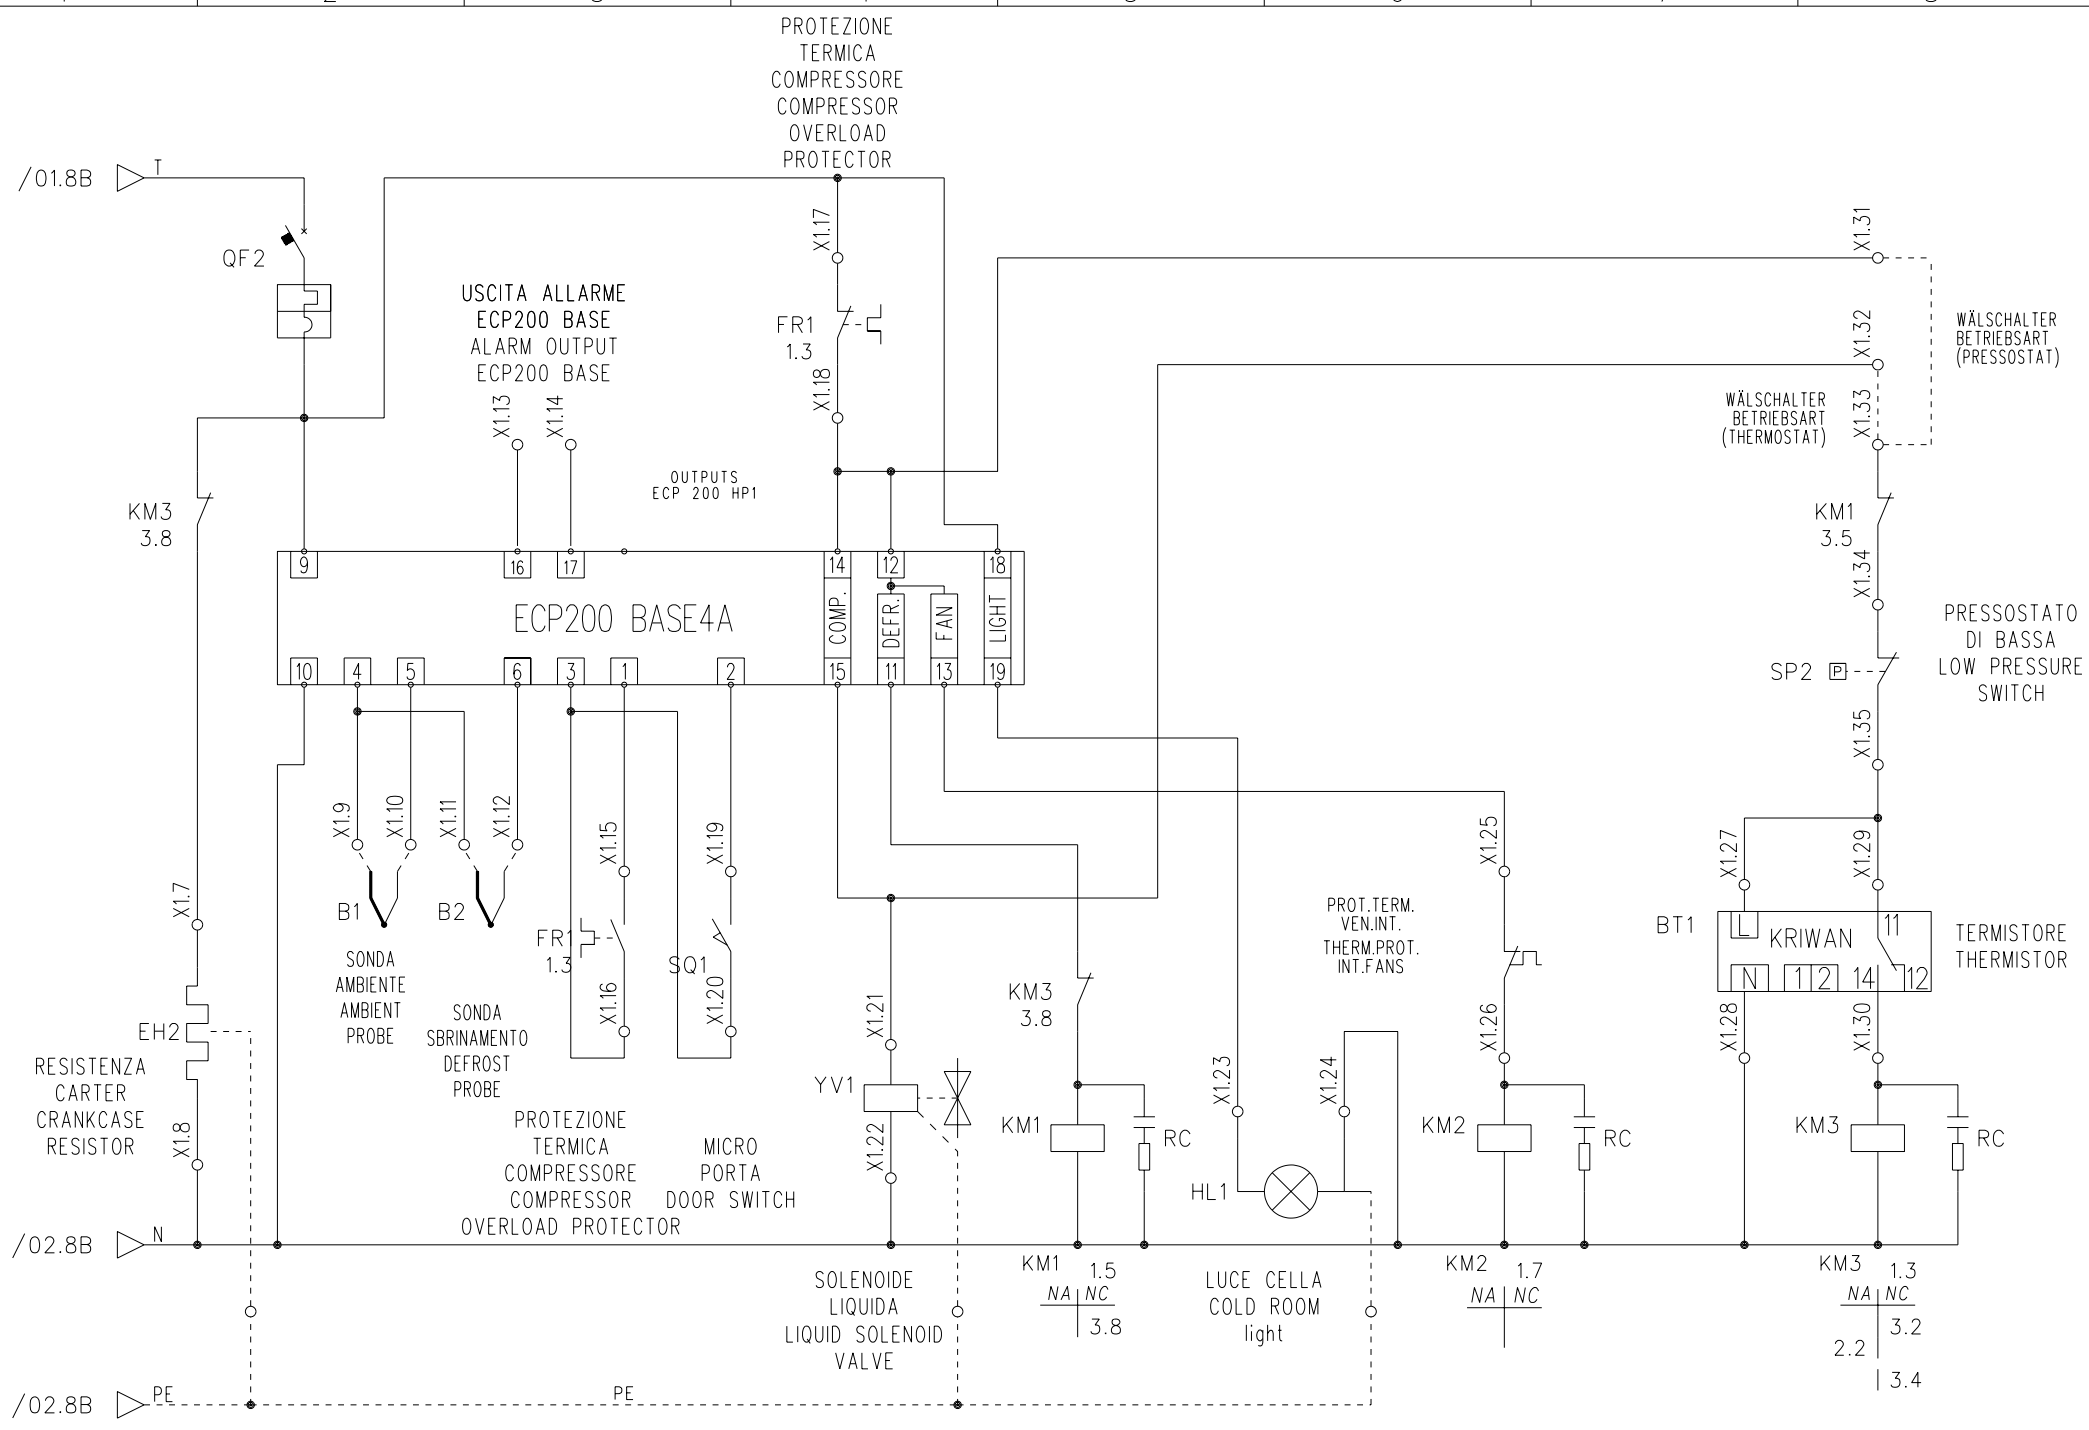 PROTEZIONE
TERMICA
COMPRESSORE
COMPRESSOR
OVERLOAD
PROTECTOR
/01.8B
T
QF2
USCITA ALLARME
ECP200 BASE
ALARM OUTPUT
ECP200 BASE
X1.13
X1.14
X1.17
FR1
1.3
X1.18
X1.31
X1.32
X1.33
WÄLSCHALTER
BETRIEBSART
(PRESSOSTAT)
WÄLSCHALTER
BETRIEBSART
(THERMOSTAT)
OUTPUTS
ECP 200 HP1
KM3
3.8
KM1
3.5
X1.34
9
16
17
14
12
18
ECP200 BASE4A
COMP.
DEFR.
FAN
LIGHT
10
4
5
6
3
1
2
15
11
13
19
PRESSOSTATO
DI BASSA
LOW PRESSURE
SWITCH
SP2
P
X1.35
X1.7
X1.9
X1.10
X1.11
X1.12
X1.15
X1.19
X1.25
X1.27
X1.29
B1
B2
FR1
1.3
SQ1
X1.16
X1.20
SONDA
AMBIENTE
AMBIENT
PROBE
SONDA
SBRINAMENTO
DEFROST
PROBE
PROT.TERM.
VEN.INT.
THERM.PROT.
INT.FANS
BT1
L
KRIWAN
11
N
1
2
14
12
TERMISTORE
THERMISTOR
KM3
3.8
X1.21
X1.26
X1.28
X1.30
EH2
RESISTENZA
CARTER
CRANKCASE
RESISTOR
X1.8
YV1
X1.22
X1.23
X1.24
KM1
RC
KM2
RC
KM3
RC
PROTEZIONE
TERMICA
COMPRESSORE
COMPRESSOR
OVERLOAD PROTECTOR
MICRO
PORTA
DOOR SWITCH
HL1
/02.8B
N
SOLENOIDE
LIQUIDA
LIQUID SOLENOID
VALVE
KM1
1.5
NA NC
3.8
LUCE CELLA
COLD ROOM
light
KM2
1.7
NA NC
KM3
1.3
NA NC
3.2
2.2
3.4
/02.8B
PE
PE